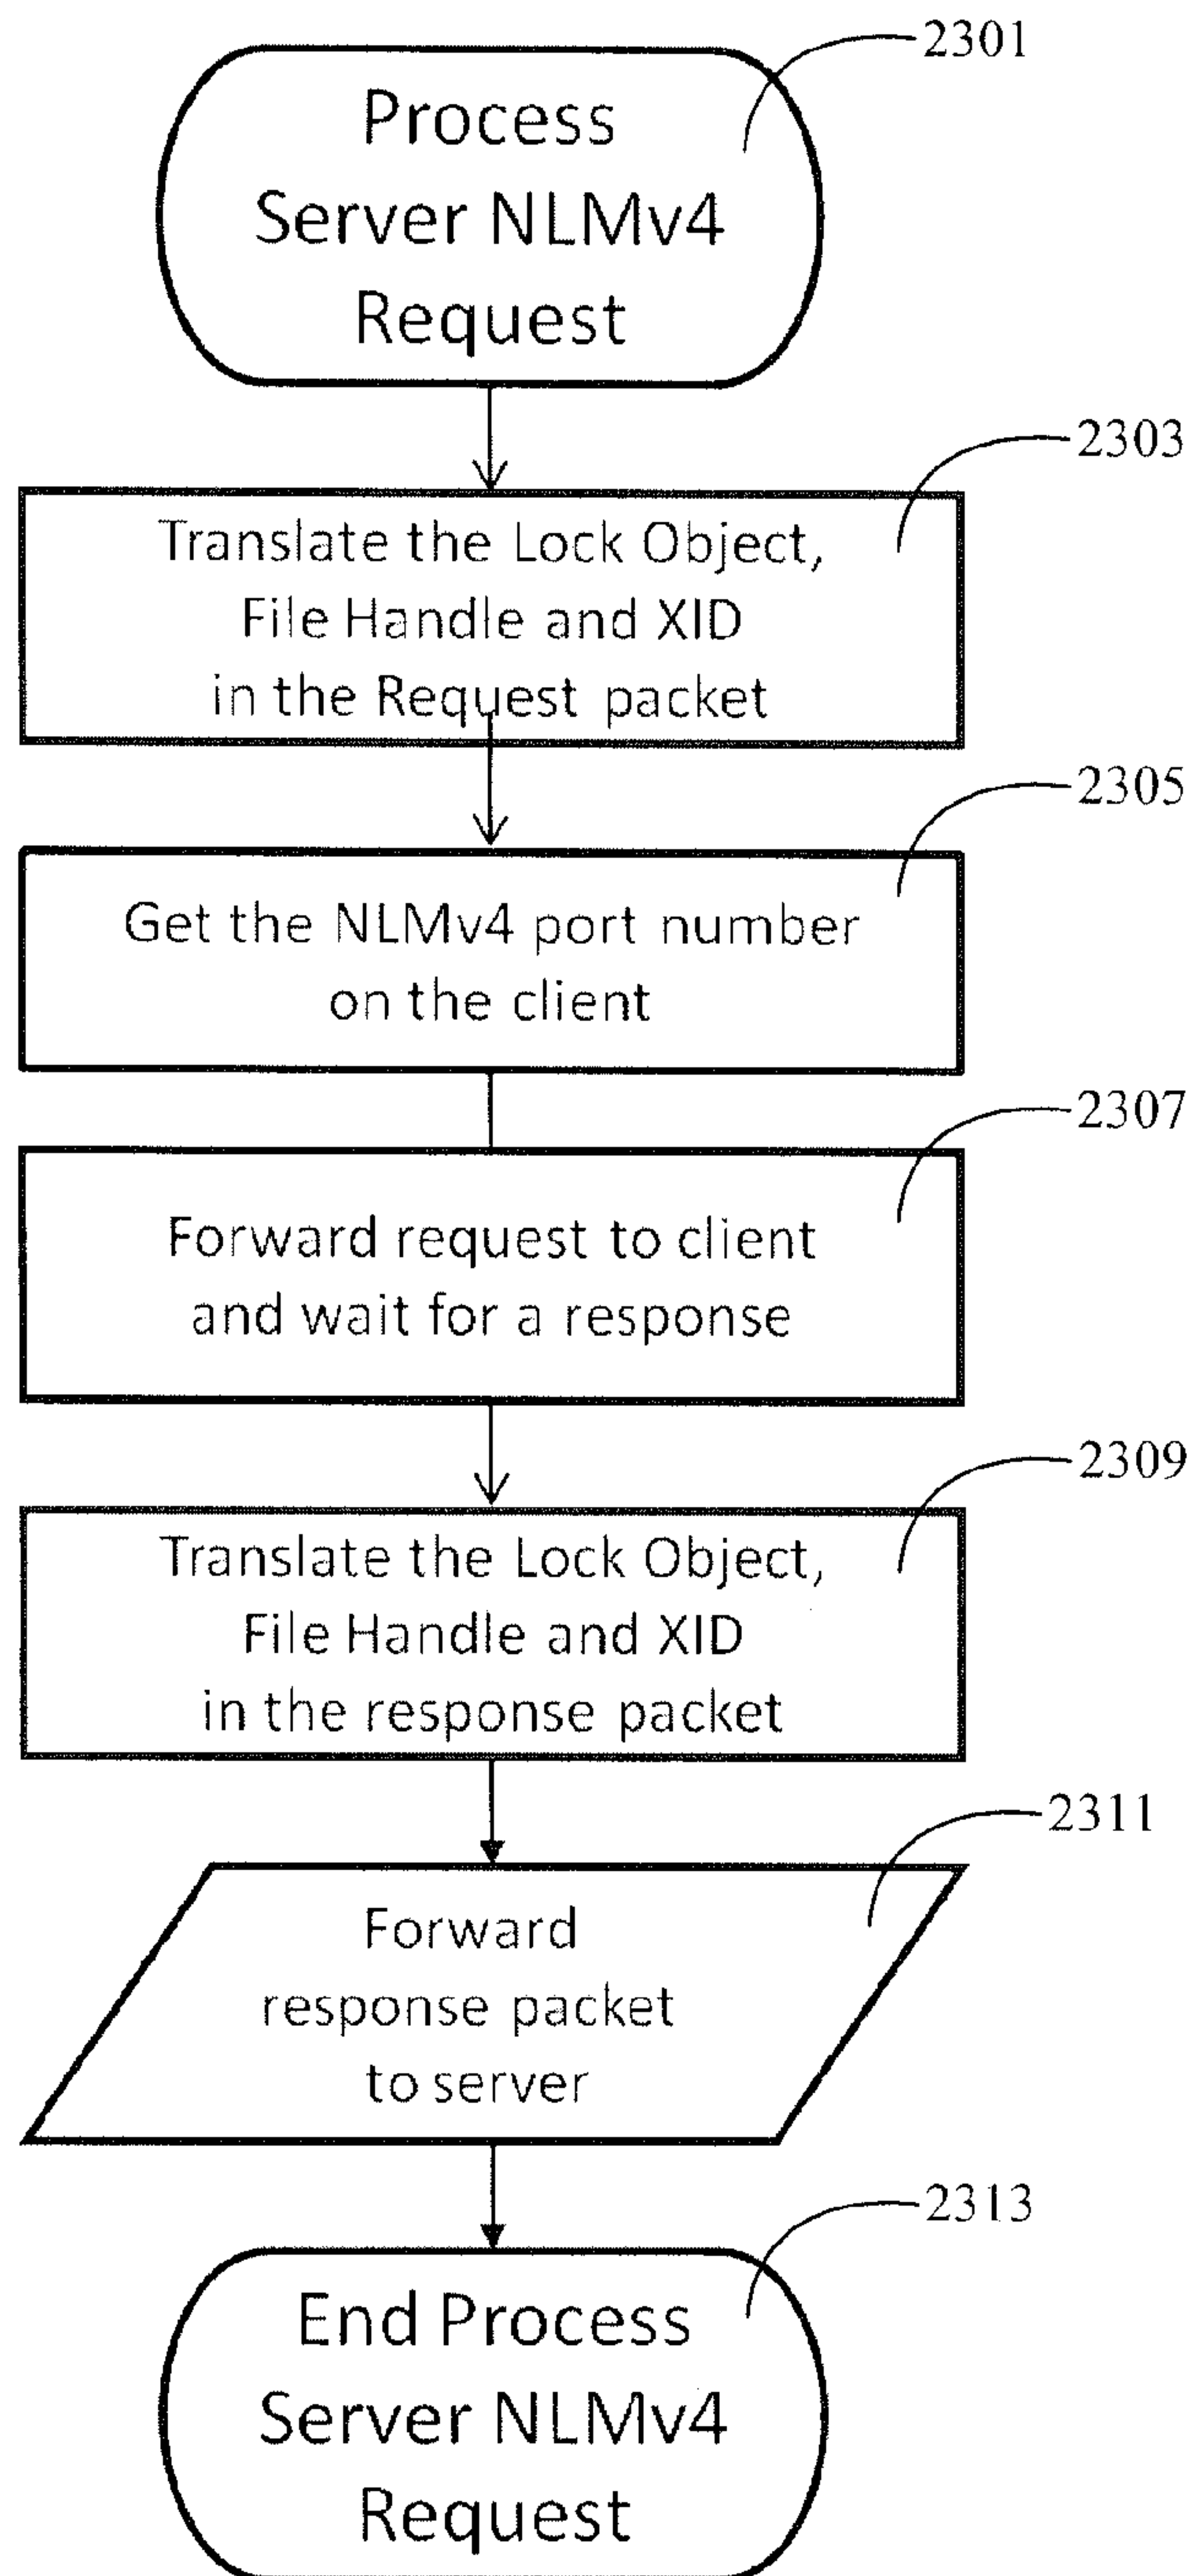 2301
Process
Server NLMv4
Request
2303
Translate the Lock Object,
File Handle and XID
in the Request packet
2305
Get the NLMv4 port number
on the client
2307
Forward request to client
and wait for a response
2309
Translate the Lock Object,
File Handle and XID
in the response packet
2311
Forward
response packet
to server
2313
End Process
Server NLMv4
Request